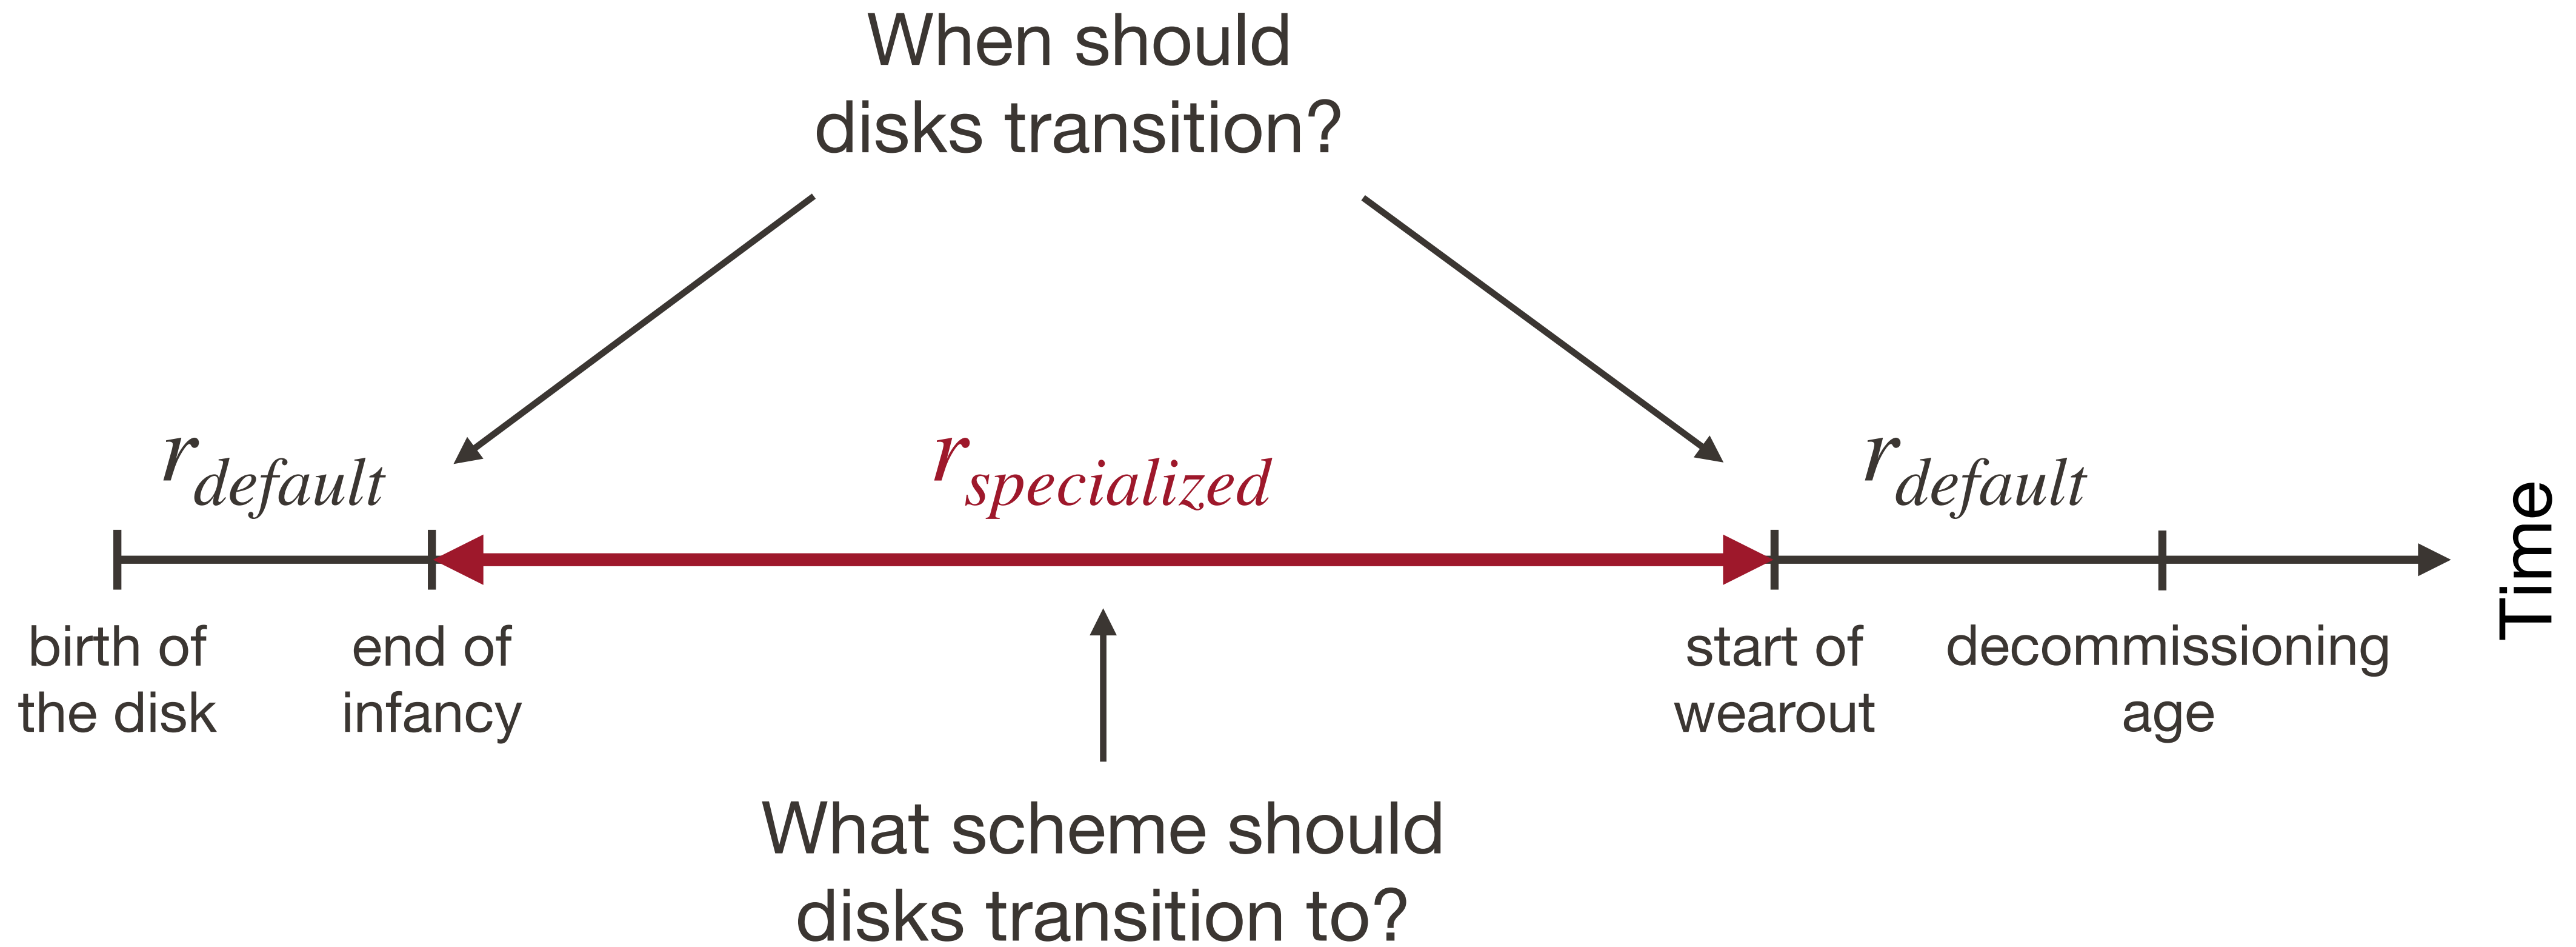 When should
disks transition?
r_default
r_specialized
r_default
Time
birth of
the disk
end of
infancy
start of
wearout
decommissioning
age
What scheme should
disks transition to?